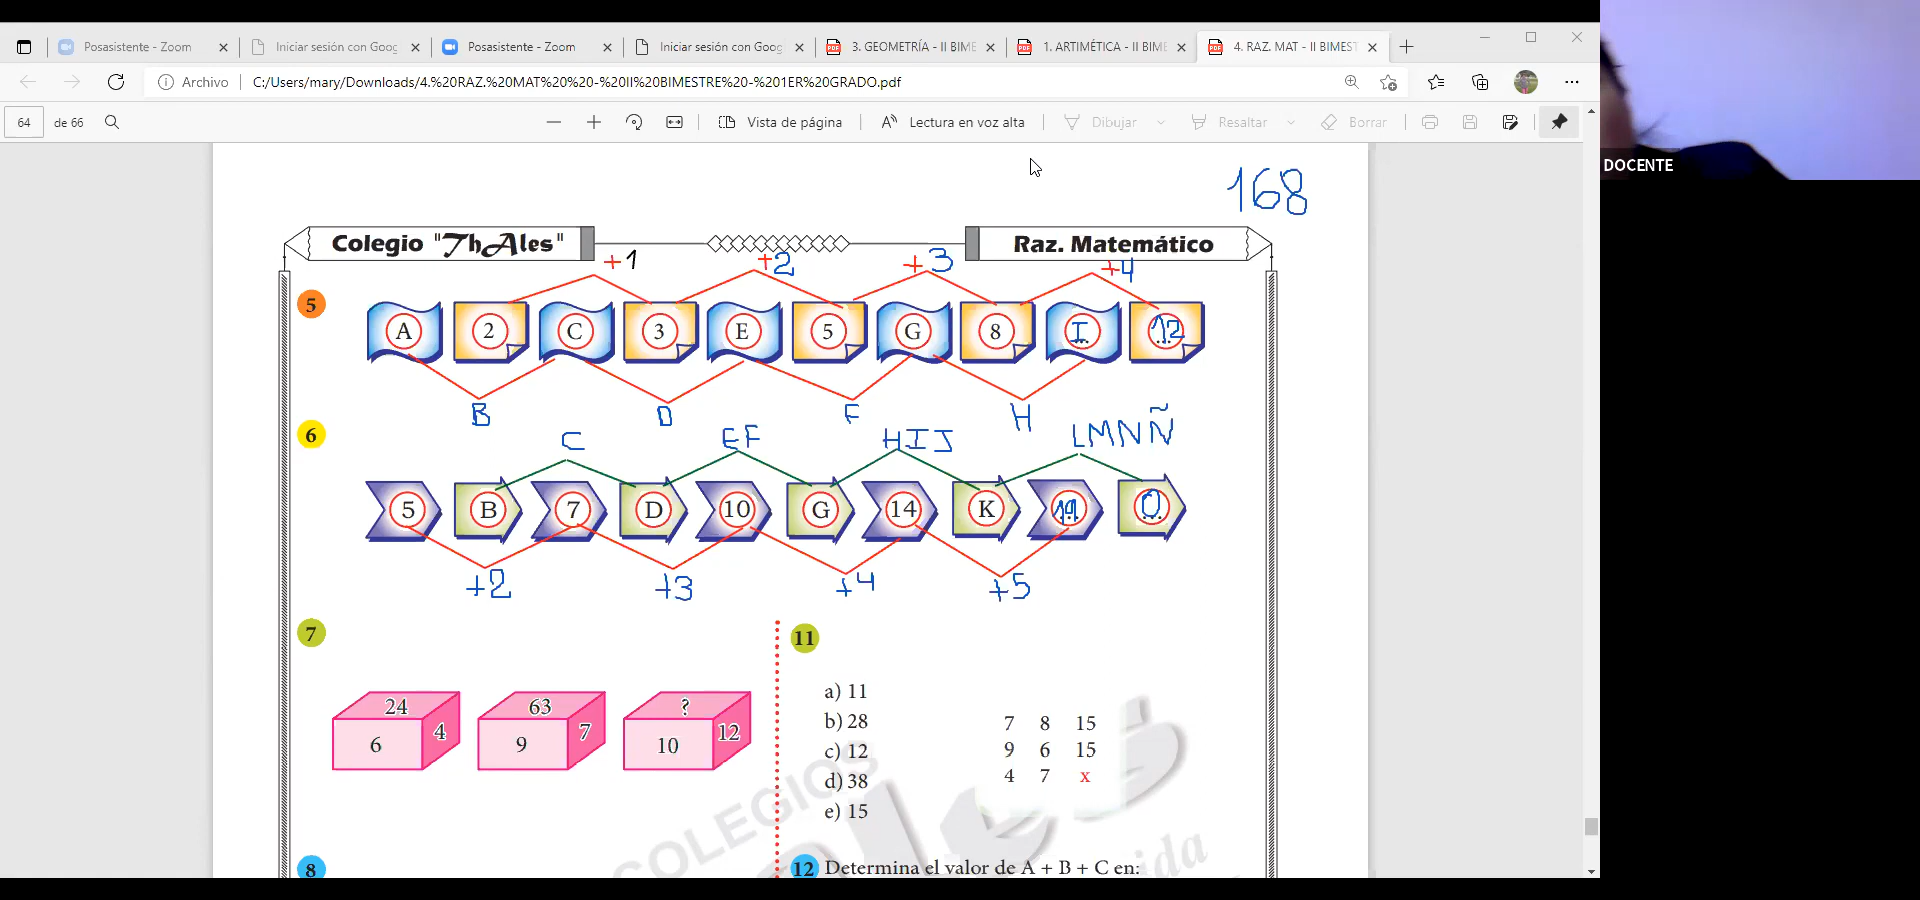 Posasistente - Zoom
Iniciar sesión con Goog
Posasistente - Zoom
Iniciar sesión con Goog
3. GEOMETRÍA - II BIME
1. ARTIMÉTICA - II BIME
4. RAZ. MAT - II BIMEST
Archivo
C:/Users/mary/Downloads/4.%20RAZ.%20MAT%20%20-%20II%20BIMESTRE%20-%201ER%20GRADO.pdf
64 de 66
Vista de página
Lectura en voz alta
Dibujar
Resaltar
Borrar
DOCENTE
168
Colegio "ThAles"
Raz. Matemático
+1 +2 +3 +4
5
A 2 C 3 E 5 G 8 I 12
B D F H
6
C EF HIJ LMNÑ
5 B 7 D 10 G 14 K 19 O
+2 +3 +4 +5
7
24 6 4
63 9 7
? 10 12
11
a) 11
b) 28
c) 12
d) 38
e) 15
7 8 15
9 6 15
4 7 x
COLEGIOS
8
12 Determina el valor de A + B + C en: